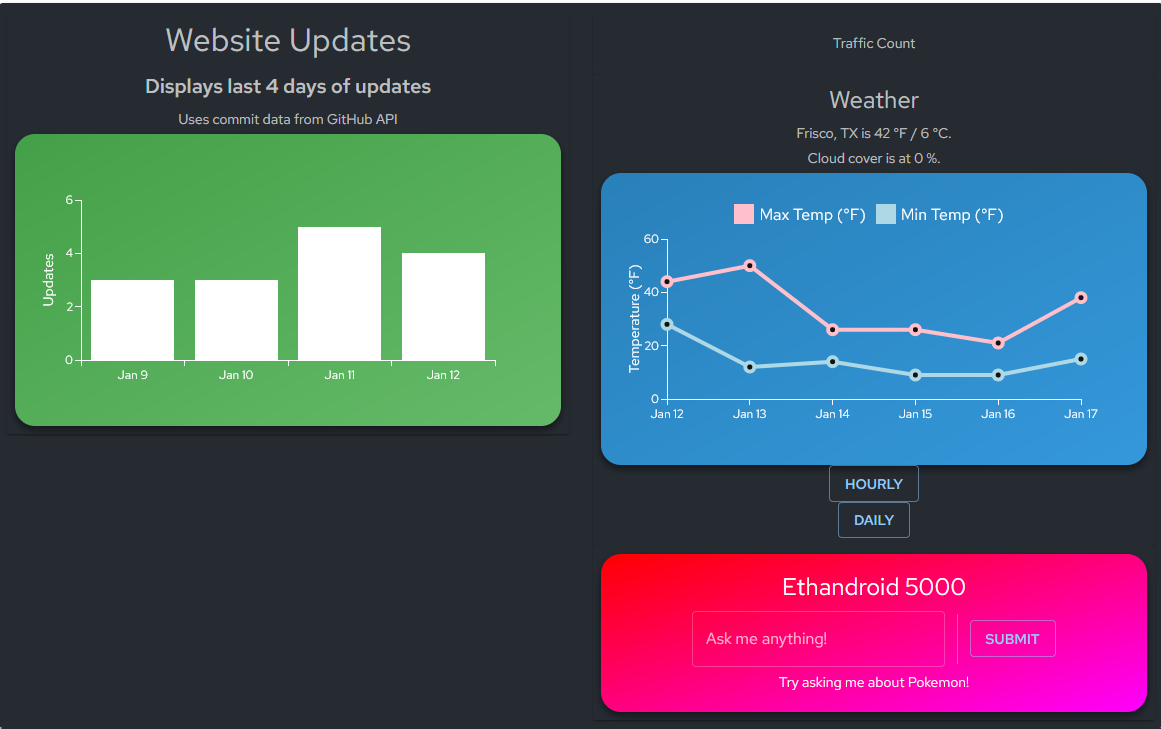 Website Updates
Displays last 4 days of updates
Uses commit data from GitHub API
6
4
2
0
Updates
Jan 9 Jan 10 Jan 11 Jan 12
Traffic Count
Weather
Frisco, TX is 42 °F / 6 °C.
Cloud cover is at 0 %.
Max Temp (°F) Min Temp (°F)
60
40
20
0
Temperature (°F)
Jan 12 Jan 13 Jan 14 Jan 15 Jan 16 Jan 17
HOURLY
DAILY
Ethandroid 5000
Ask me anything!
SUBMIT
Try asking me about Pokemon!